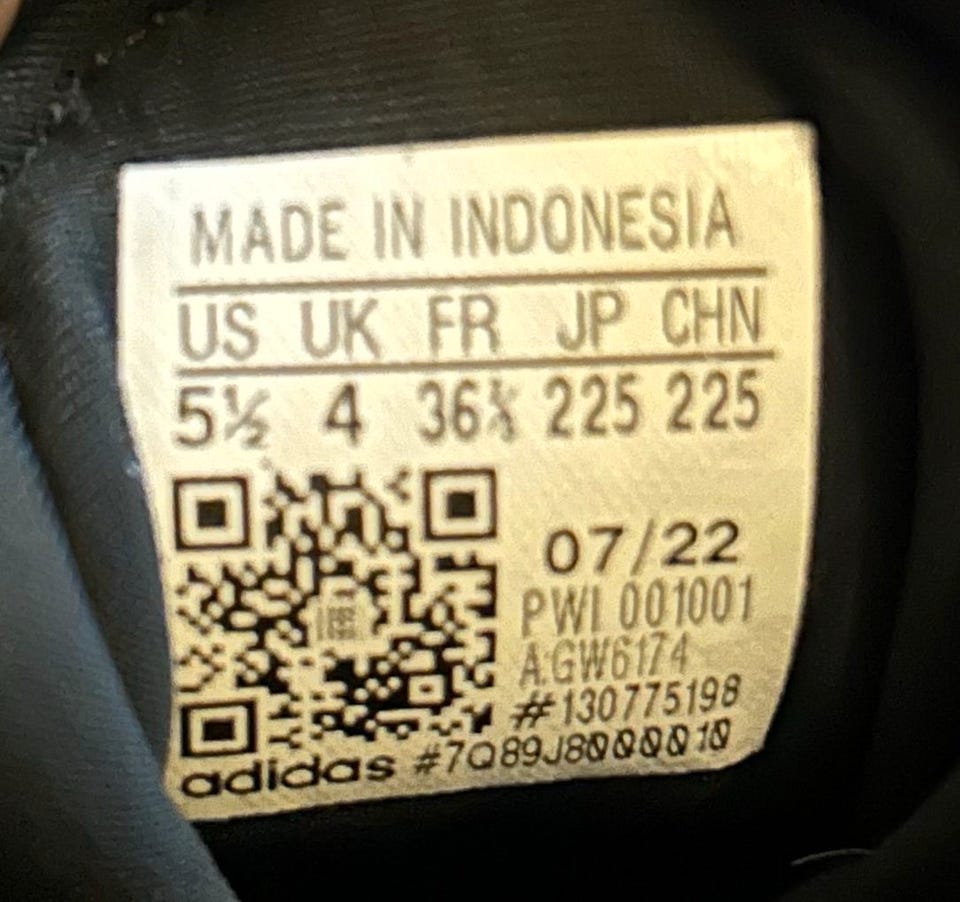 MADE IN INDONESIA
US UK FR JP CHN
5½ 4 36⅔ 225 225
07/22
PWI 001001
A:GW6174
#130775198
adidas #7Q89J8000010